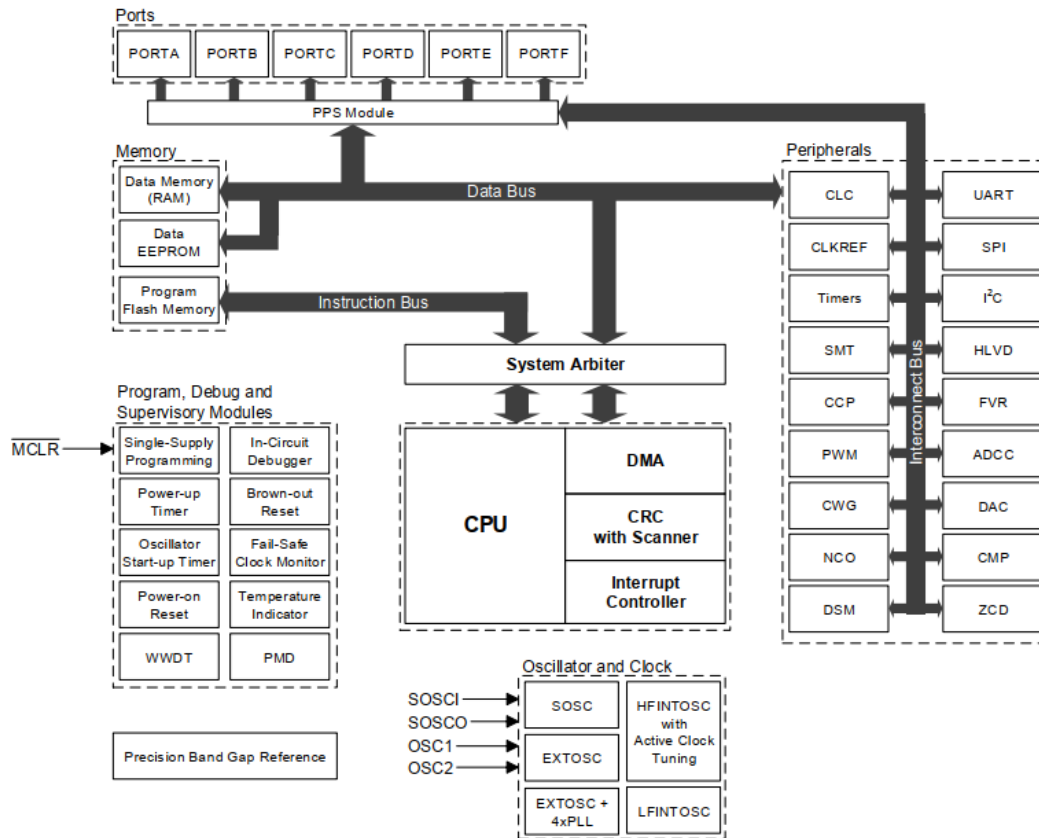 Ports
PORTA
PORTB
PORTC
PORTD
PORTE
PORTF
PPS Module
Memory
Data Memory
(RAM)
Data
EEPROM
Program
Flash Memory
Data Bus
Instruction Bus
System Arbiter
CPU
DMA
CRC
with Scanner
Interrupt
Controller
Peripherals
CLC
UART
CLKREF
SPI
Timers
I²C
SMT
HLVD
CCP
FVR
PWM
ADCC
CWG
DAC
NCO
CMP
DSM
ZCD
Interconnect Bus
Program, Debug and
Supervisory Modules
MCLR
Single-Supply
Programming
In-Circuit
Debugger
Power-up
Timer
Brown-out
Reset
Oscillator
Start-up Timer
Fail-Safe
Clock Monitor
Power-on
Reset
Temperature
Indicator
WWDT
PMD
Precision Band Gap Reference
Oscillator and Clock
SOSCI
SOSCO
OSC1
OSC2
SOSC
HFINTOSC
with
Active Clock
Tuning
EXTOSC
EXTOSC +
4xPLL
LFINTOSC